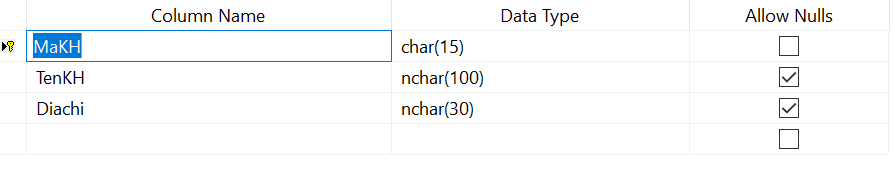 Column Name Data Type Allow Nulls
MaKH char(15)
TenKH nchar(100)
Diachi nchar(30)